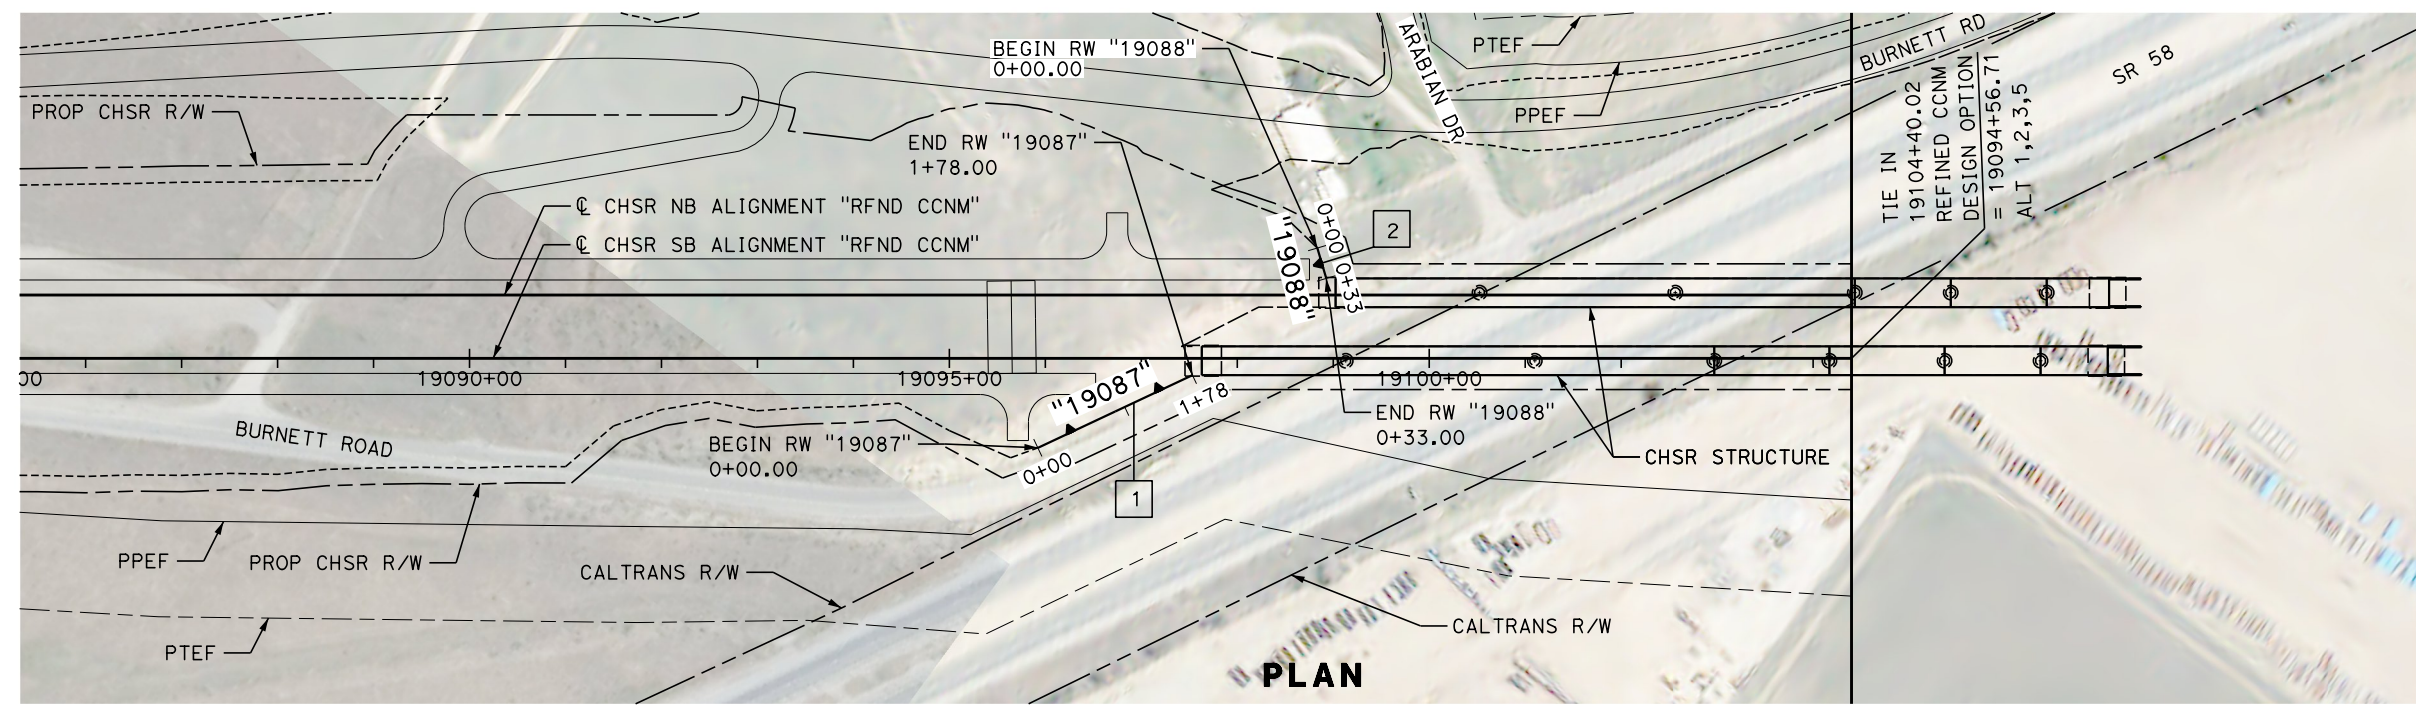 BEGIN RW "19088"
0+00.00
ARABIAN DR
PTEF
BURNETT RD
SR 58
PROP CHSR R/W
PPEF
END RW "19087"
1+78.00
TIE IN
19104+40.02
REFINED CCNM
DESIGN OPTION
= 19094+56.71
ALT 1,2,3,5
℄ CHSR NB ALIGNMENT "RFND CCNM"
℄ CHSR SB ALIGNMENT "RFND CCNM"
"19088"
0+00
0+33
2
00
19090+00
19095+00
19100+00
"19087"
1+78
0+00
BURNETT ROAD
BEGIN RW "19087"
0+00.00
END RW "19088"
0+33.00
CHSR STRUCTURE
1
PPEF
PROP CHSR R/W
CALTRANS R/W
CALTRANS R/W
PTEF
PLAN